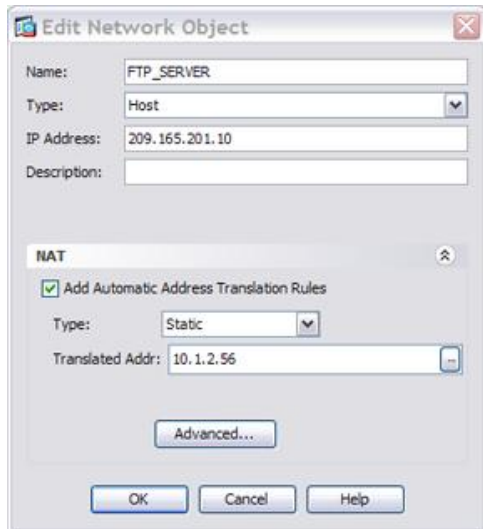 Edit Network Object
Name: FTP_SERVER
Type: Host
IP Address: 209.165.201.10
Description:
NAT
Add Automatic Address Translation Rules
Type: Static
Translated Addr: 10.1.2.56
...
Advanced...
OK Cancel Help